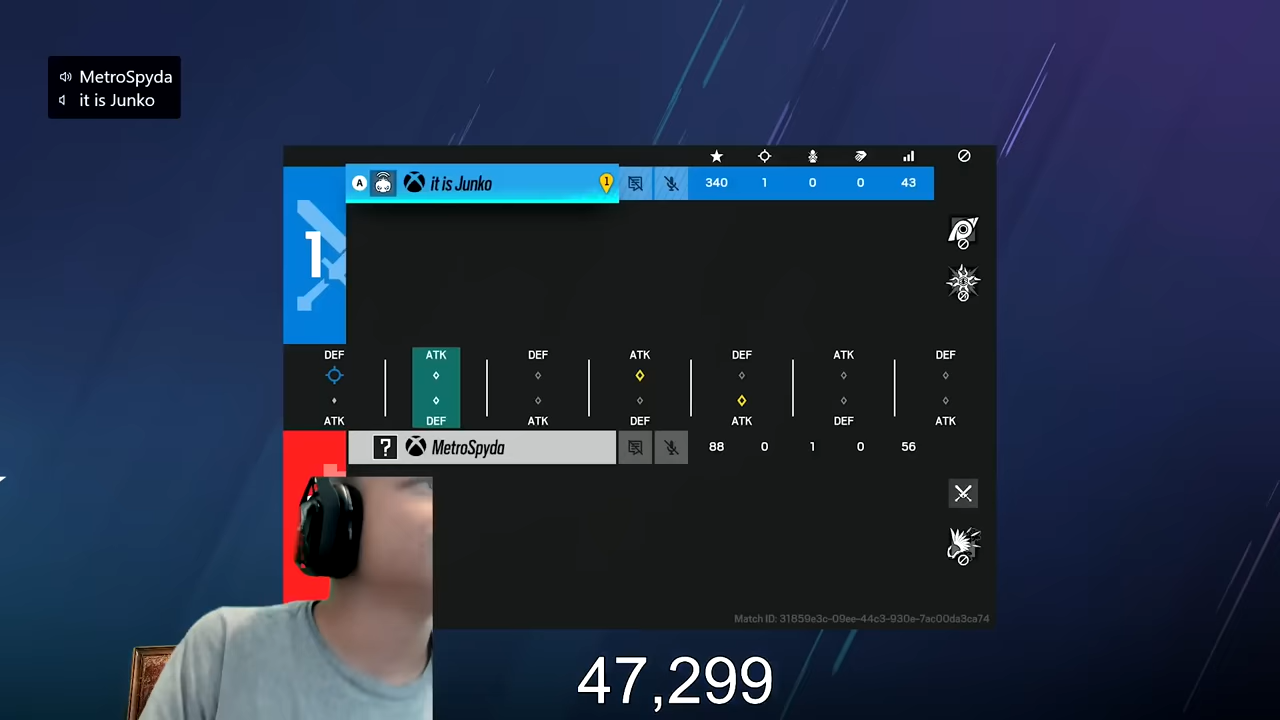 MetroSpyda
it is Junko
A it is Junko 1 340 1 0 0 43
1
DEF ATK DEF ATK DEF ATK DEF
ATK DEF ATK DEF ATK DEF ATK
? MetroSpyda 88 0 1 0 56
Match ID: 31859e3c-09ee-44c3-930e-7ac00da3ca74
47,299